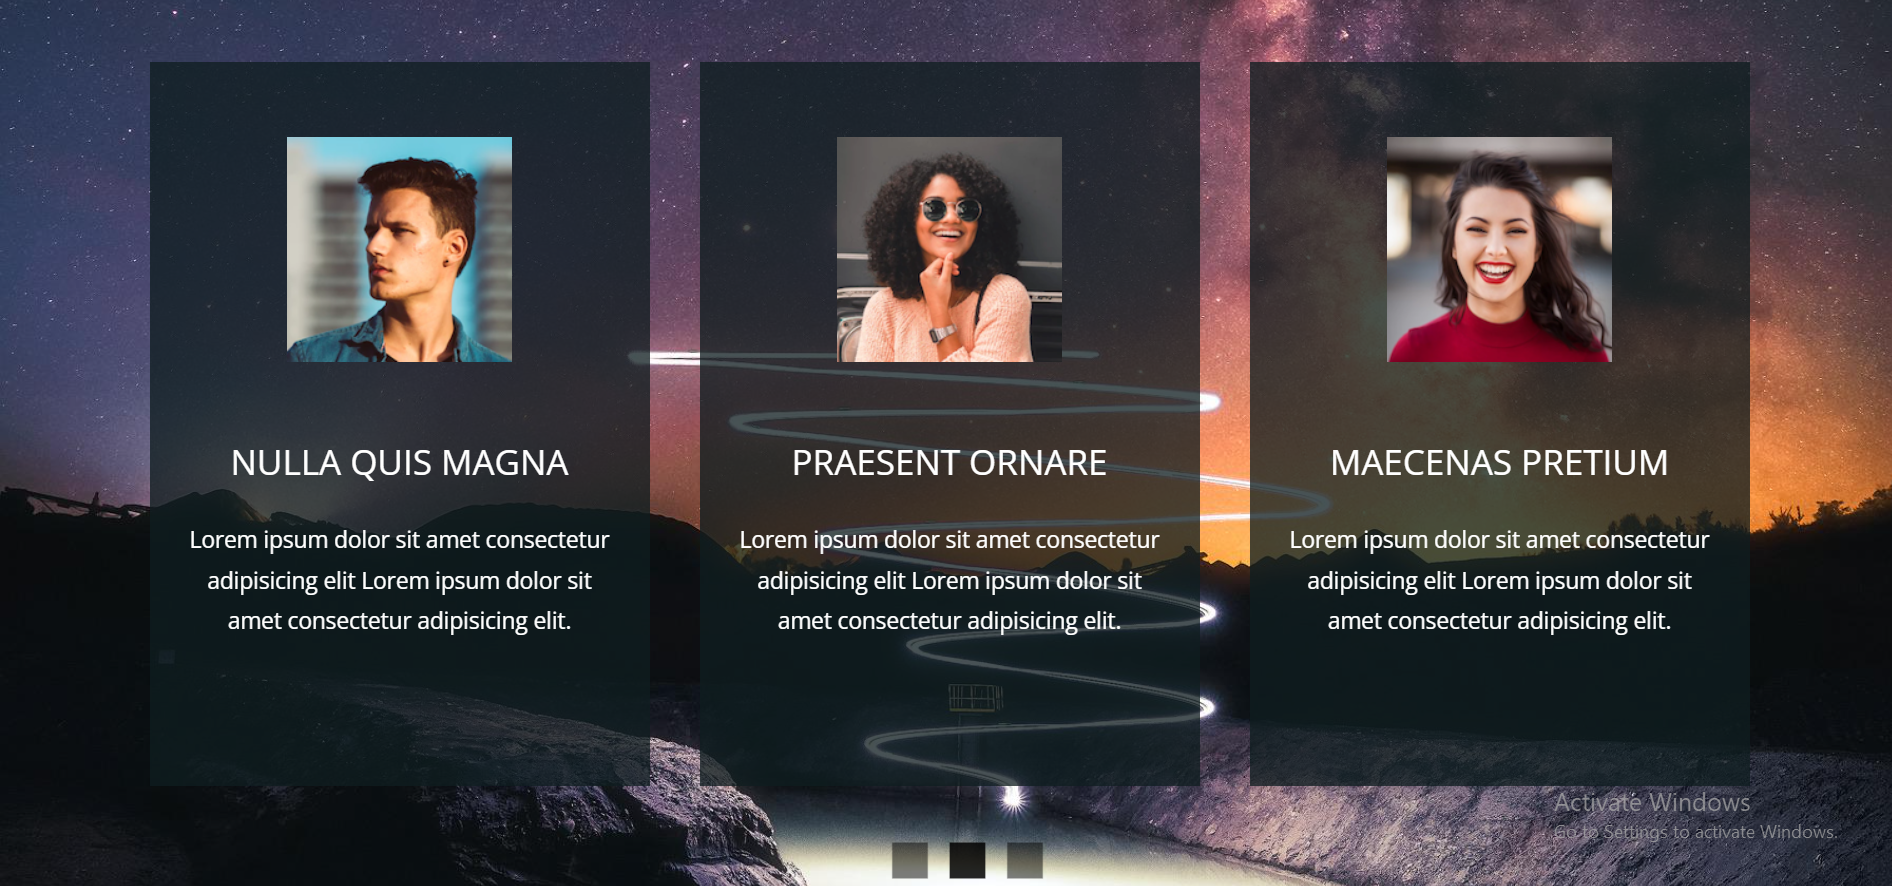 NULLA QUIS MAGNA
Lorem ipsum dolor sit amet consectetur
adipisicing elit Lorem ipsum dolor sit
amet consectetur adipisicing elit.
PRAESENT ORNARE
Lorem ipsum dolor sit amet consectetur
adipisicing elit Lorem ipsum dolor sit
amet consectetur adipisicing elit.
MAECENAS PRETIUM
Lorem ipsum dolor sit amet consectetur
adipisicing elit Lorem ipsum dolor sit
amet consectetur adipisicing elit.
Activate Windows
Go to Settings to activate Windows.